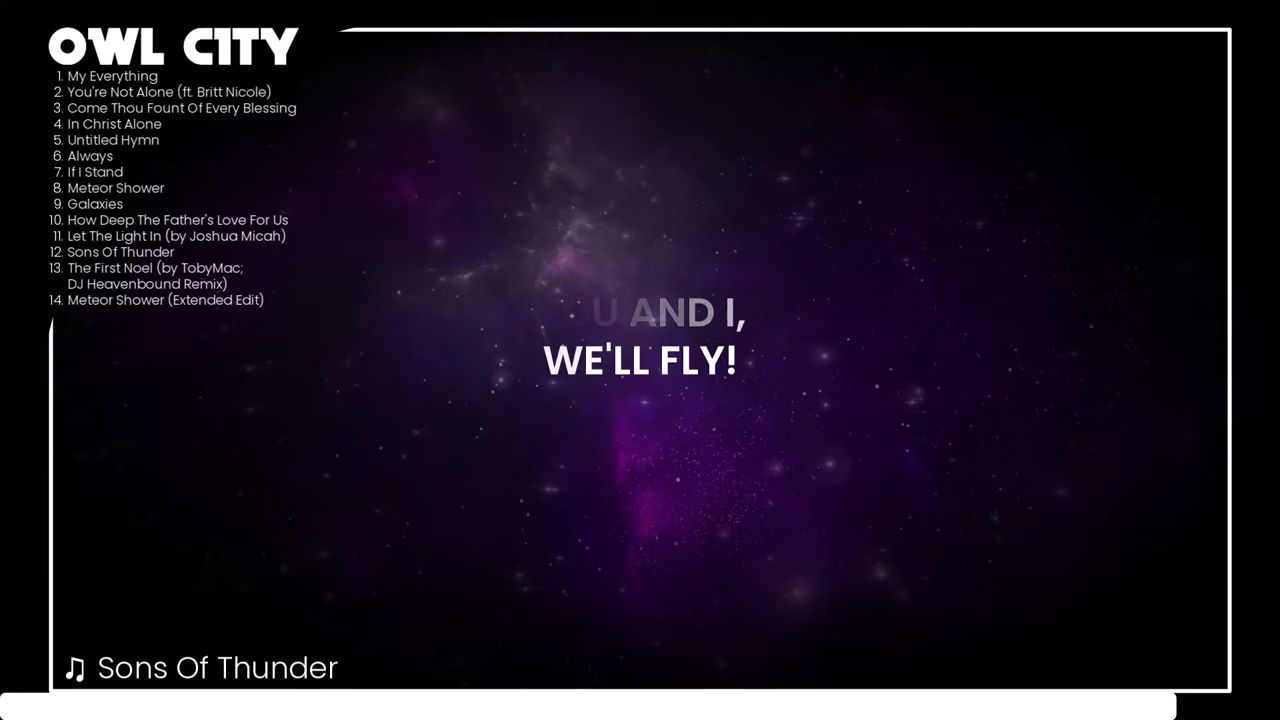 OWL CITY
1. My Everything
2. You're Not Alone (ft. Britt Nicole)
3. Come Thou Fount Of Every Blessing
4. In Christ Alone
5. Untitled Hymn
6. Always
7. If I Stand
8. Meteor Shower
9. Galaxies
10. How Deep The Father's Love For Us
11. Let The Light In (by Joshua Micah)
12. Sons Of Thunder
13. The First Noel (by TobyMac;
DJ Heavenbound Remix)
14. Meteor Shower (Extended Edit)
U AND I,
WE'LL FLY!
♫ Sons Of Thunder